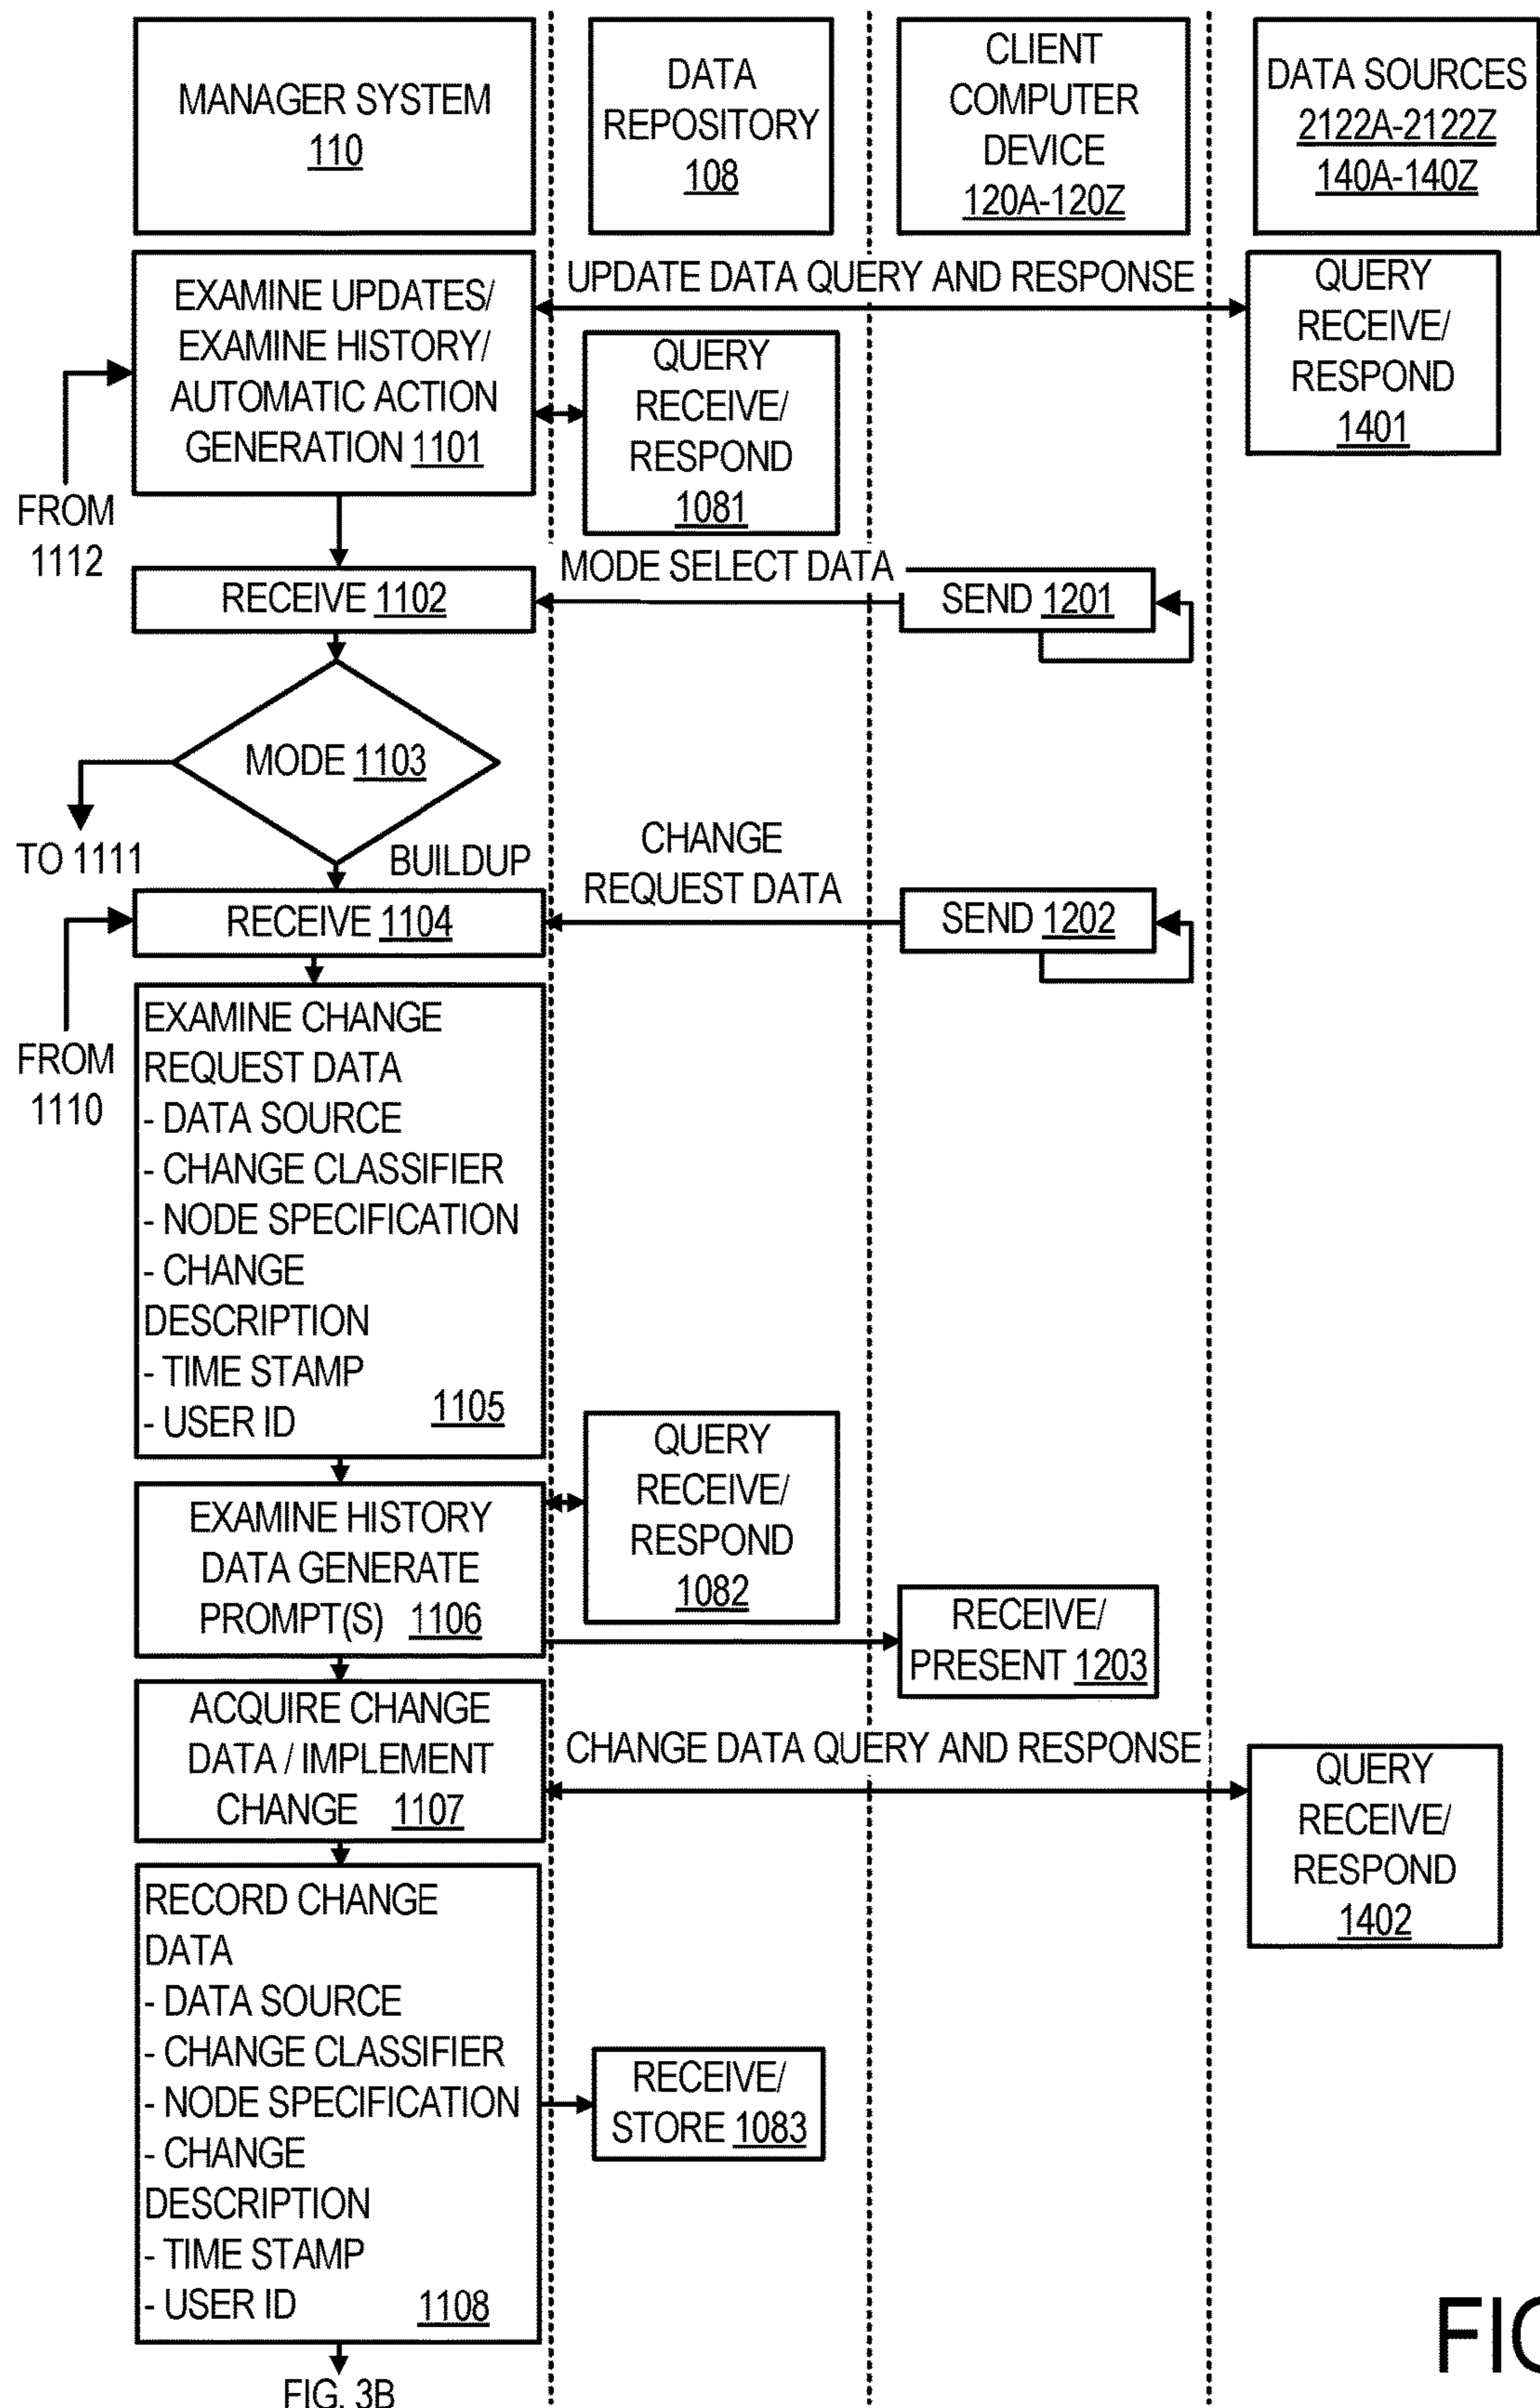 MANAGER SYSTEM
110
DATA
REPOSITORY
108
CLIENT
COMPUTER
DEVICE
120A-120Z
DATA SOURCES
2122A-2122Z
140A-140Z
EXAMINE UPDATES/
EXAMINE HISTORY/
AUTOMATIC ACTION
GENERATION 1101
UPDATE DATA QUERY AND RESPONSE
QUERY
RECEIVE/
RESPOND
1401
QUERY
RECEIVE/
RESPOND
1081
FROM
1112
RECEIVE 1102
MODE SELECT DATA
SEND 1201
MODE 1103
TO 1111
BUILDUP
CHANGE
REQUEST DATA
RECEIVE 1104
SEND 1202
FROM
1110
EXAMINE CHANGE
REQUEST DATA
- DATA SOURCE
- CHANGE CLASSIFIER
- NODE SPECIFICATION
- CHANGE
DESCRIPTION
- TIME STAMP
- USER ID 1105
EXAMINE HISTORY
DATA GENERATE
PROMPT(S) 1106
QUERY
RECEIVE/
RESPOND
1082
RECEIVE/
PRESENT 1203
ACQUIRE CHANGE
DATA / IMPLEMENT
CHANGE 1107
CHANGE DATA QUERY AND RESPONSE
QUERY
RECEIVE/
RESPOND
1402
RECORD CHANGE
DATA
- DATA SOURCE
- CHANGE CLASSIFIER
- NODE SPECIFICATION
- CHANGE
DESCRIPTION
- TIME STAMP
- USER ID 1108
RECEIVE/
STORE 1083
FIG. 3B